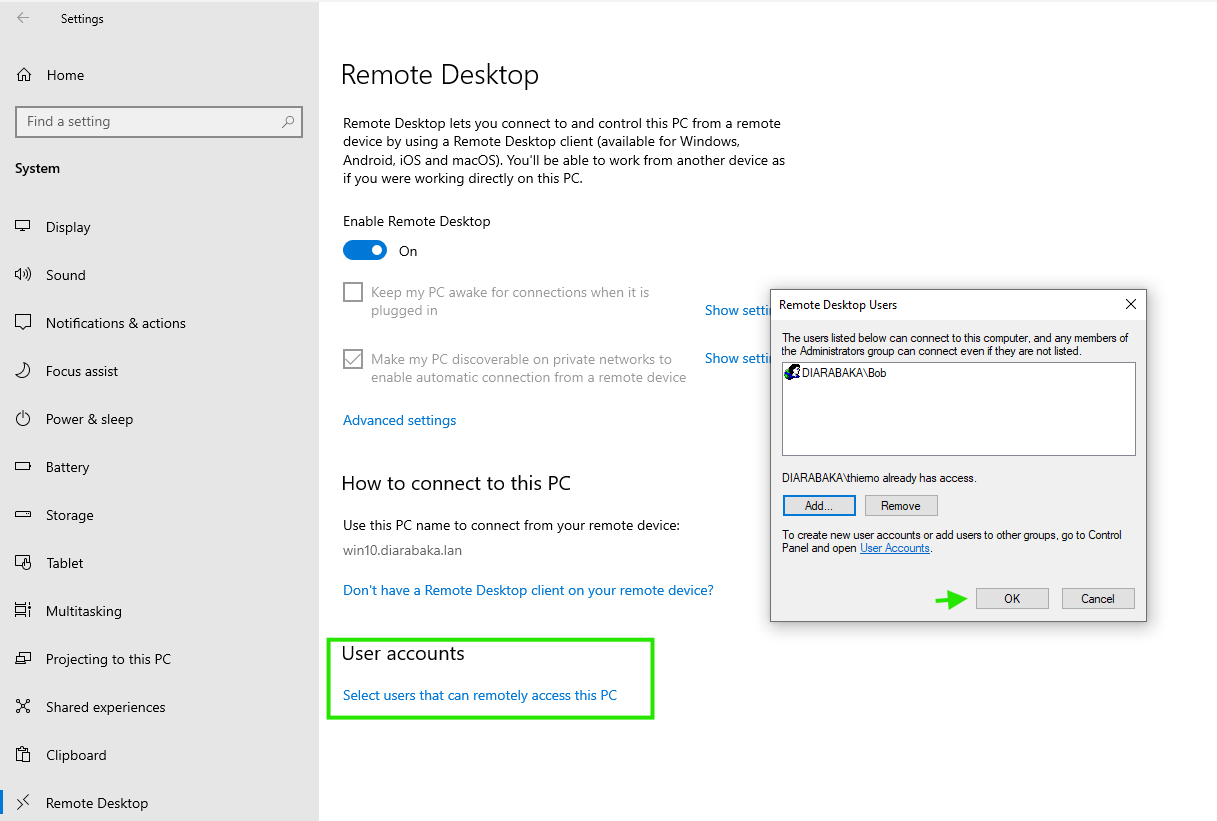 Settings
Home
Find a setting
System
Display
Sound
Notifications & actions
Focus assist
Power & sleep
Battery
Storage
Tablet
Multitasking
Projecting to this PC
Shared experiences
Clipboard
Remote Desktop
Remote Desktop
Remote Desktop lets you connect to and control this PC from a remote
device by using a Remote Desktop client (available for Windows,
Android, iOS and macOS). You'll be able to work from another device as
if you were working directly on this PC.
Enable Remote Desktop
On
Keep my PC awake for connections when it is
plugged in
Show setti
Make my PC discoverable on private networks to
enable automatic connection from a remote device
Show setti
Advanced settings
How to connect to this PC
Use this PC name to connect from your remote device:
win10.diarabaka.lan
Don't have a Remote Desktop client on your remote device?
User accounts
Select users that can remotely access this PC
Remote Desktop Users
The users listed below can connect to this computer, and any members of
the Administrators group can connect even if they are not listed.
DIARABAKA\Bob
DIARABAKA\thierno already has access.
Add...
Remove
To create new user accounts or add users to other groups, go to Control
Panel and open User Accounts.
OK
Cancel